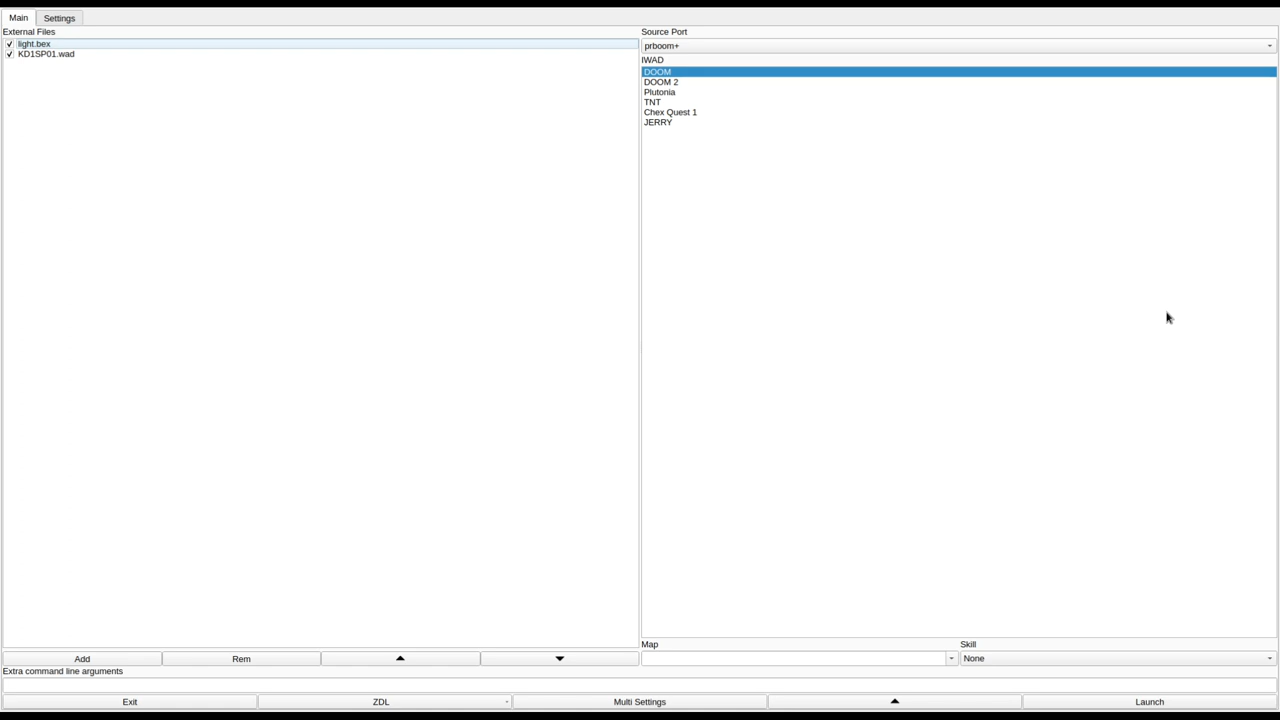 Main Settings
External Files
light.bex
KD1SP01.wad
Source Port
prboom+
IWAD
DOOM
DOOM 2
Plutonia
TNT
Chex Quest 1
JERRY
Map Skill
None
Add Rem
Extra command line arguments
Exit ZDL Multi Settings Launch